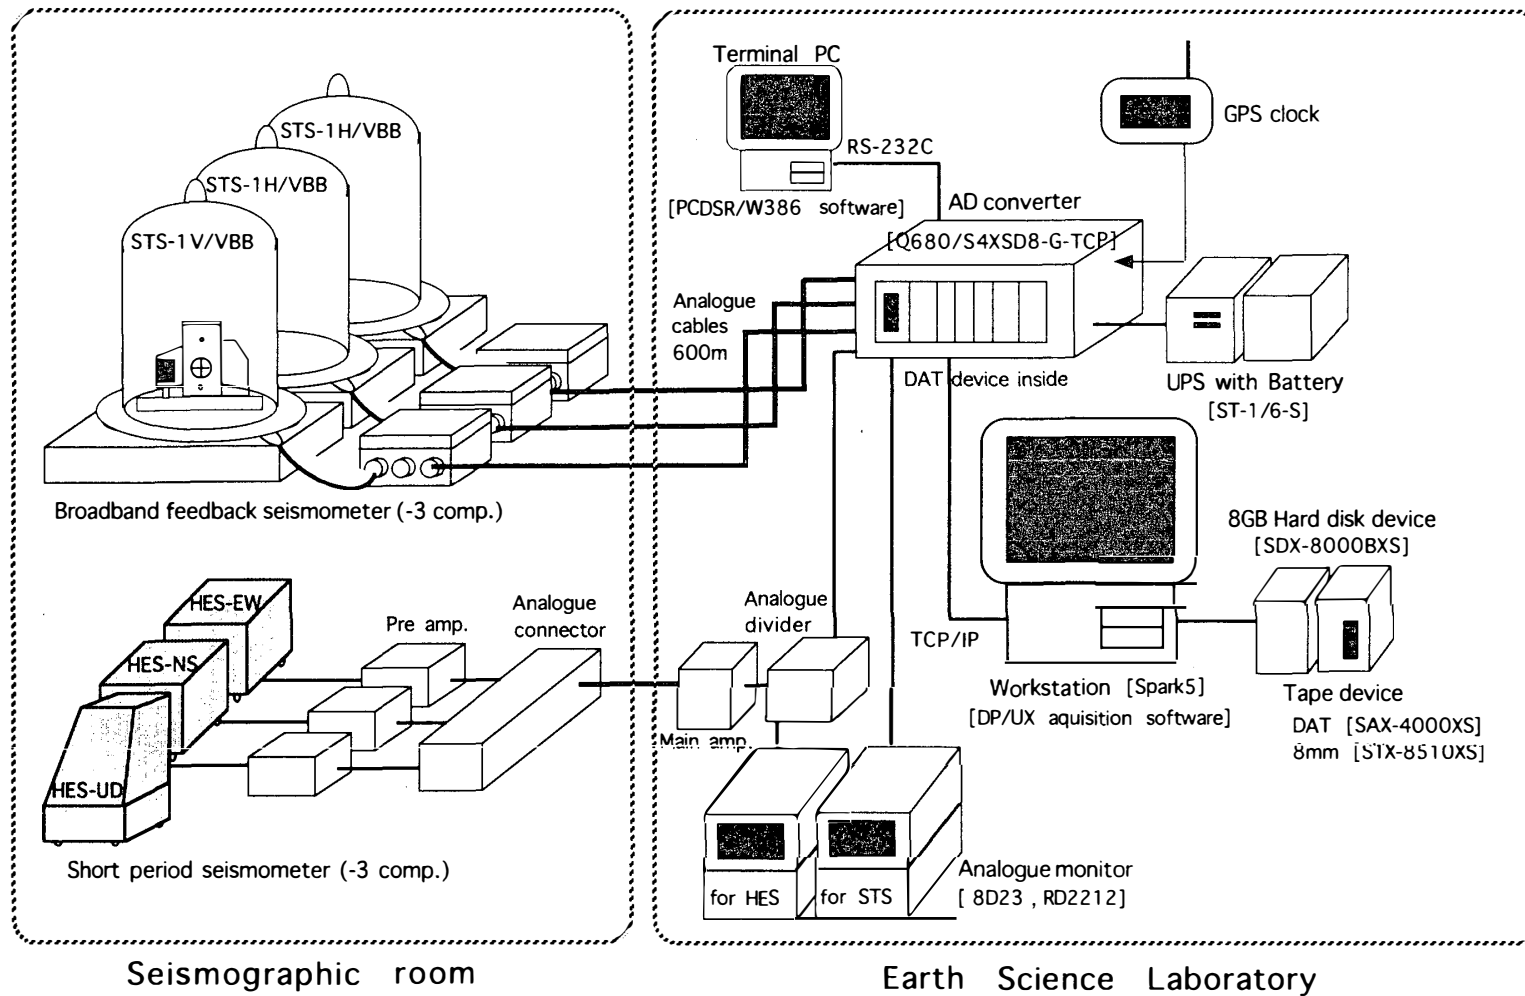 Terminal PC
GPS clock
STS-1H/VBB
STS-1H/VBB
STS-1V/VBB
RS-232C
[PCDSR/W386 software]
AD converter
[Q680/S4XSD8-G-TCP]
Analogue
cables
600m
DAT device inside
UPS with Battery
[ST-1/6-S]
Broadband feedback seismometer (-3 comp.)
8GB Hard disk device
[SDX-8000BXS]
HES-EW
HES-NS
HES-UD
Pre amp.
Analogue
connector
Analogue
divider
Main amp.
TCP/IP
Workstation [Spark5]
[DP/UX aquisition software]
Tape device
DAT [SAX-4000XS]
8mm [STX-8510XS]
Short period seismometer (-3 comp.)
for HES
for STS
Analogue monitor
[ 8D23 , RD2212]
Seismographic room
Earth Science Laboratory